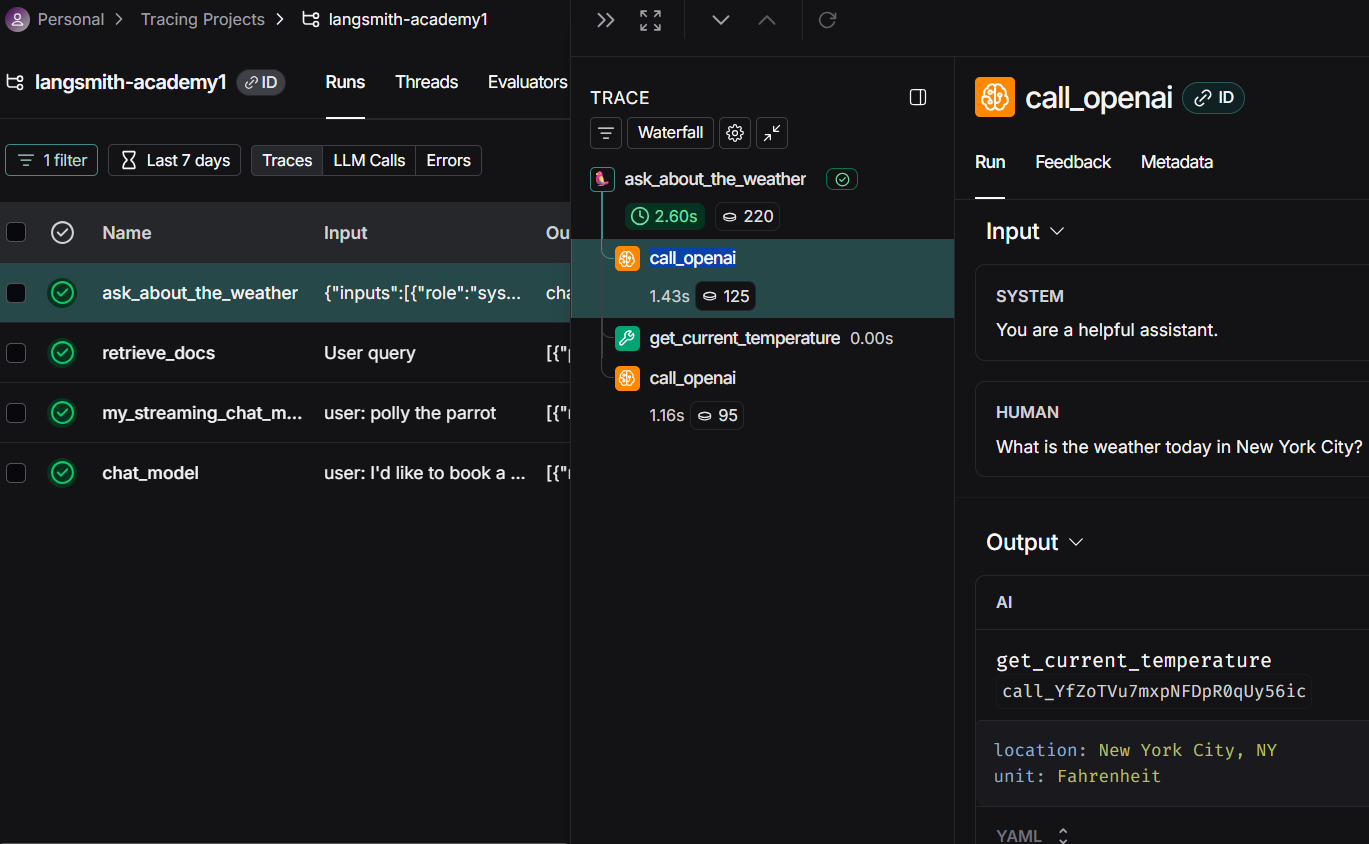 Personal > Tracing Projects > langsmith-academy1
langsmith-academy1 ID Runs Threads Evaluators
1 filter Last 7 days Traces LLM Calls Errors
Name Input Ou
ask_about_the_weather {"inputs":[{"role":"sys... cha
retrieve_docs User query [{"p
my_streaming_chat_m... user: polly the parrot [{"r
chat_model user: I'd like to book a ... [{"r
TRACE
Waterfall
ask_about_the_weather
2.60s 220
call_openai
1.43s 125
get_current_temperature 0.00s
call_openai
1.16s 95
call_openai ID
Run Feedback Metadata
Input
SYSTEM
You are a helpful assistant.
HUMAN
What is the weather today in New York City?
Output
AI
get_current_temperature
call_YfZoTVu7mxpNFDpR0qUy56ic
location: New York City, NY
unit: Fahrenheit
YAML